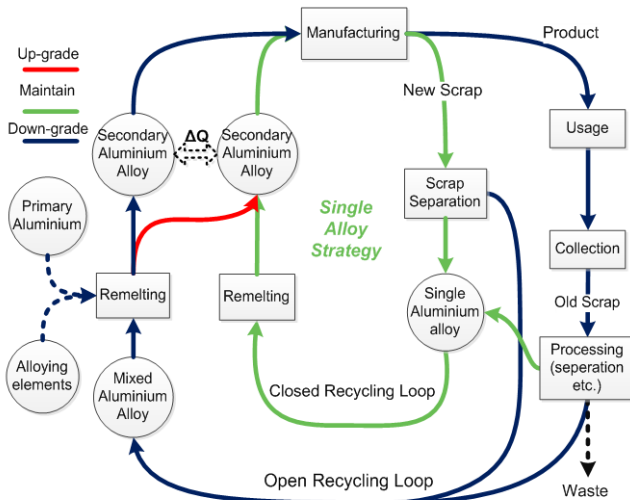 Manufacturing
Product
Up-grade
Maintain
Down-grade
New Scrap
Usage
Secondary
Aluminium
Alloy
ΔQ
Secondary
Aluminium
Alloy
Scrap
Separation
Primary
Aluminium
Single
Alloy
Strategy
Collection
Remelting
Remelting
Single
Aluminium
alloy
Old Scrap
Processing
(seperation
etc.)
Alloying
elements
Mixed
Aluminium
Alloy
Closed Recycling Loop
Open Recycling Loop
Waste